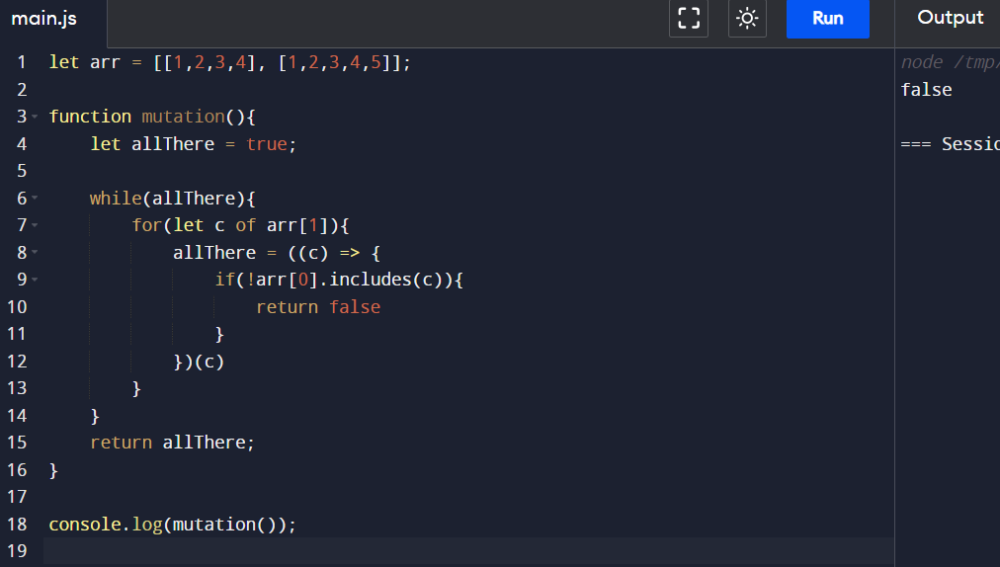 main.js Run Output
1 let arr = [[1,2,3,4], [1,2,3,4,5]]; node /tmp/
2 false
3 function mutation(){
4     let allThere = true; === Sessio
5
6     while(allThere){
7         for(let c of arr[1]){
8             allThere = ((c) => {
9                 if(!arr[0].includes(c)){
10                     return false
11                 }
12             })(c)
13         }
14     }
15     return allThere;
16 }
17
18 console.log(mutation());
19